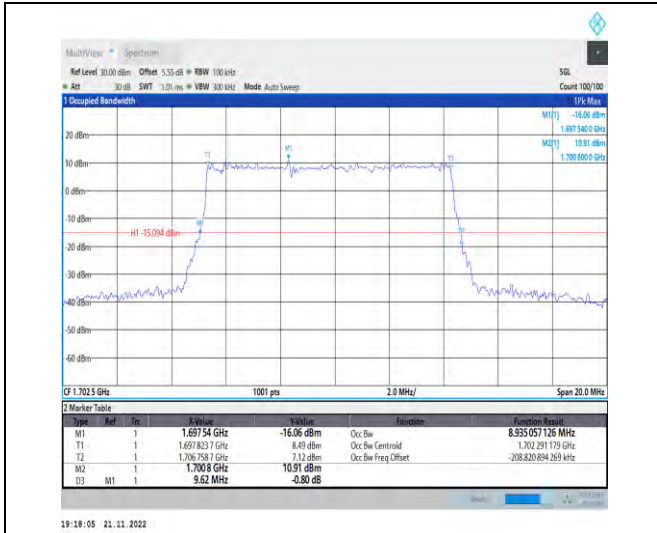 MultiView Spectrum
Ref Level 30.00 dBm Offset 5.55 dB RBW 100 kHz SGL
Att 30 dB SWT 1.01 ms VBW 300 kHz Mode Auto Sweep Count 100/100
1 Occupied Bandwidth 1Pk Max
M1[1] -16.06 dBm
1.697 540 0 GHz
M2[1] 10.91 dBm
1.700 800 0 GHz
20 dBm
10 dBm
0 dBm
-10 dBm
H1 -15.094 dBm
-20 dBm
-30 dBm
-40 dBm
-50 dBm
-60 dBm
CF 1.702 5 GHz 1001 pts 2.0 MHz/ Span 20.0 MHz
2 Marker Table
Type Ref Trc X-Value Y-Value Function Function Result
M1 1 1.697 54 GHz -16.06 dBm Occ Bw 8.935 057 126 MHz
T1 1 1.697 823 7 GHz 8.49 dBm Occ Bw Centroid 1.702 291 179 GHz
T2 1 1.706 758 7 GHz 7.12 dBm Occ Bw Freq Offset -208.820 894 269 kHz
M2 1 1.700 8 GHz 10.91 dBm
D3 M1 1 9.62 MHz -0.80 dB
19:18:05 21.11.2022